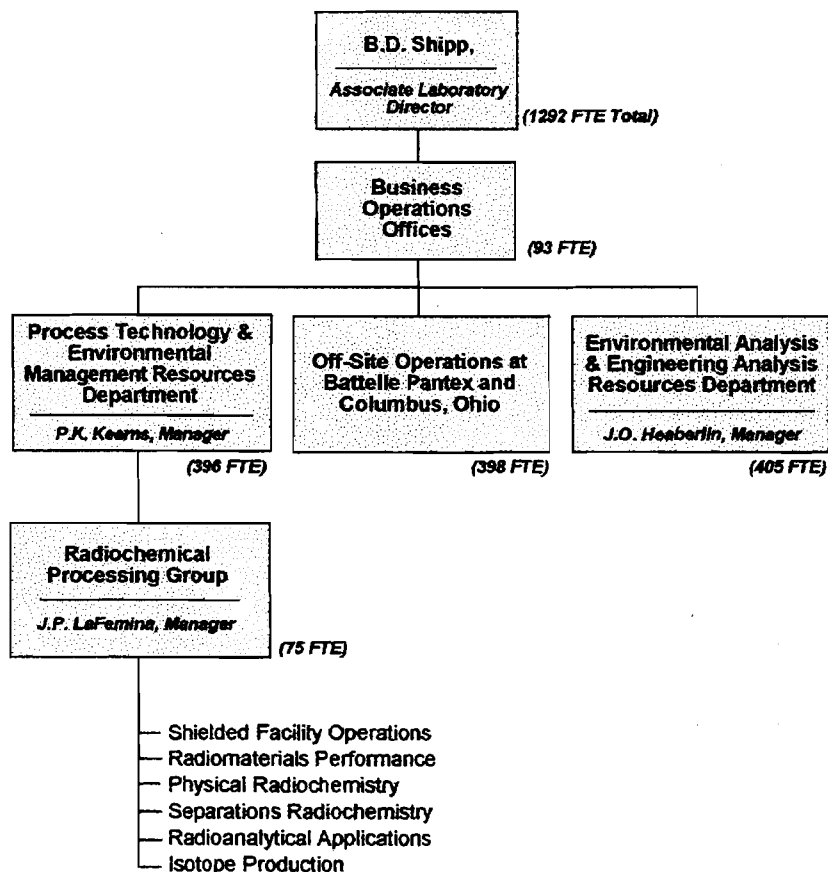 B.D. Shipp,
Associate Laboratory
Director
(1292 FTE Total)
Business
Operations
Offices
(93 FTE)
Process Technology &
Environmental
Management Resources
Department
P.K. Kearns, Manager
(396 FTE)
Off-Site Operations at
Battelle Pantex and
Columbus, Ohio
(398 FTE)
Environmental Analysis
& Engineering Analysis
Resources Department
J.O. Heaberlin, Manager
(405 FTE)
Radiochemical
Processing Group
J.P. LaFemina, Manager
(75 FTE)
Shielded Facility Operations
Radiomaterials Performance
Physical Radiochemistry
Separations Radiochemistry
Radioanalytical Applications
Isotope Production